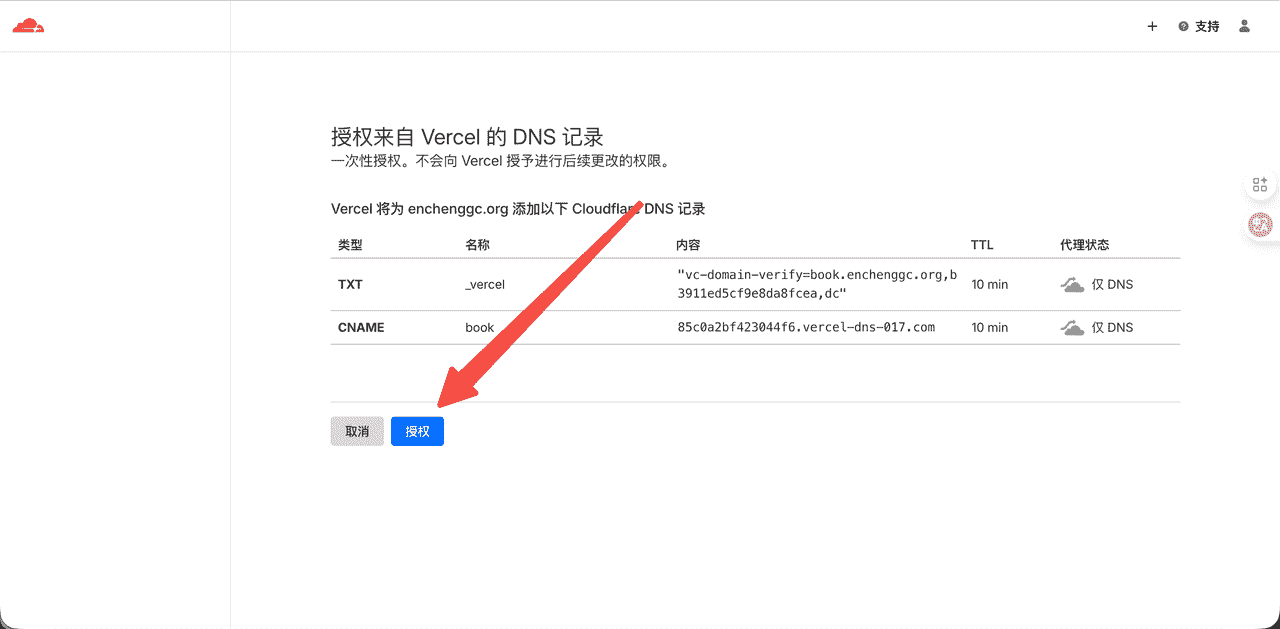 + 支持
授权来自 Vercel 的 DNS 记录
一次性授权。不会向 Vercel 授予进行后续更改的权限。
Vercel 将为 enchenggc.org 添加以下 Cloudflare DNS 记录
类型 名称 内容 TTL 代理状态
TXT _vercel "vc-domain-verify=book.enchenggc.org,b 10 min 仅 DNS
3911ed5cf9e8da8fcea,dc"
CNAME book 85c0a2bf423044f6.vercel-dns-017.com 10 min 仅 DNS
取消 授权